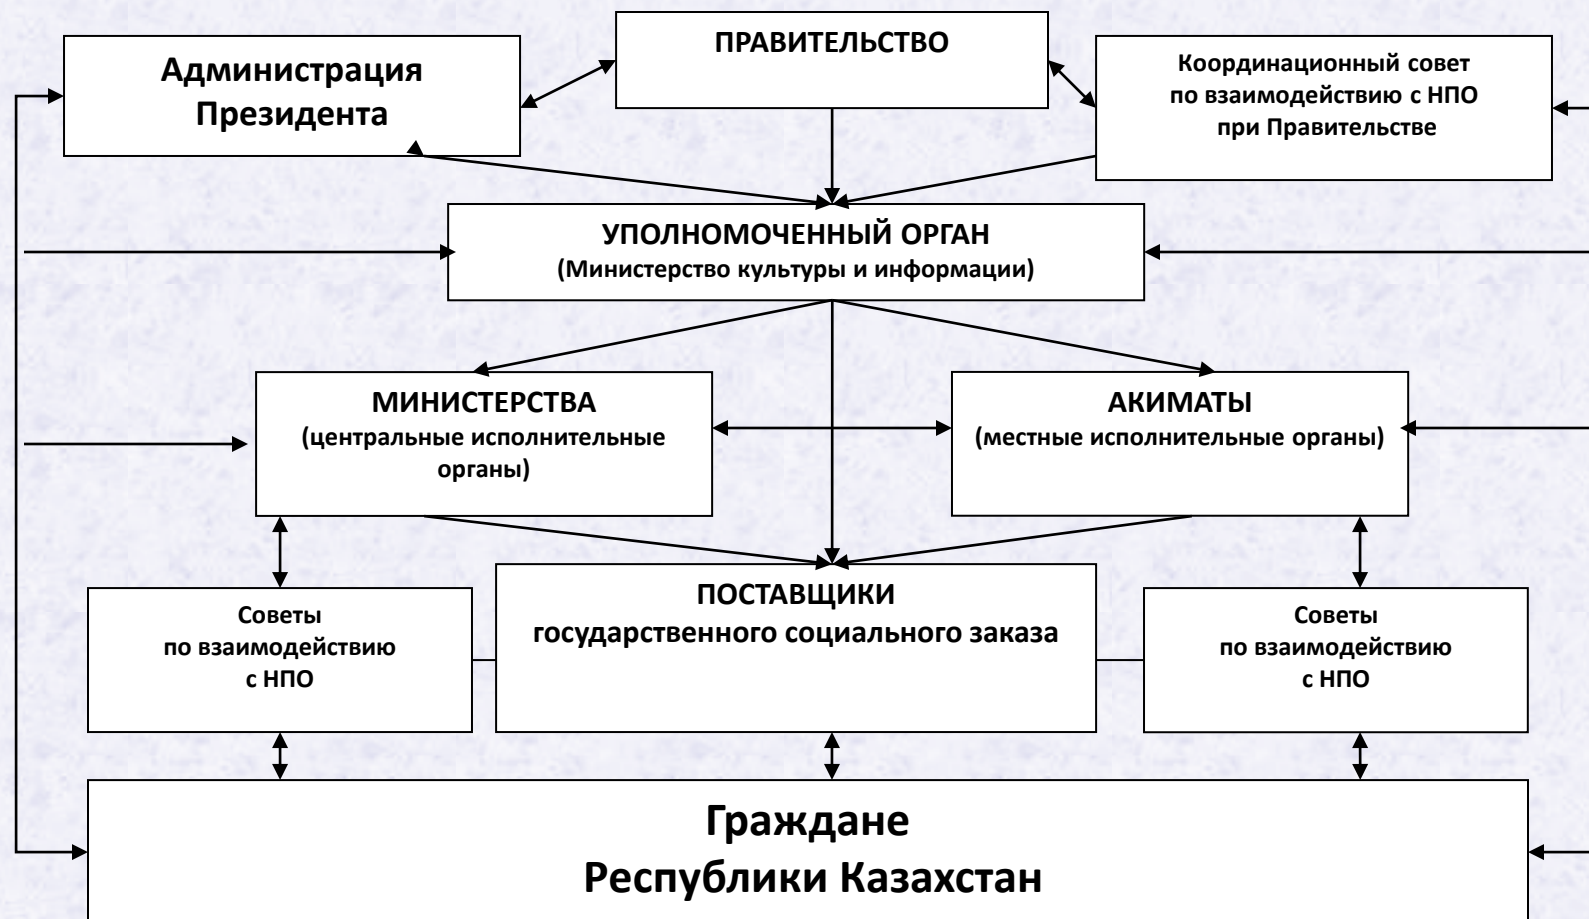 Администрация
Президента
ПРАВИТЕЛЬСТВО
Координационный совет
по взаимодействию с НПО
при Правительстве
УПОЛНОМОЧЕННЫЙ ОРГАН
(Министерство культуры и информации)
МИНИСТЕРСТВА
(центральные исполнительные
органы)
АКИМАТЫ
(местные исполнительные органы)
Советы
по взаимодействию
с НПО
ПОСТАВЩИКИ
государственного социального заказа
Советы
по взаимодействию
с НПО
Граждане
Республики Казахстан